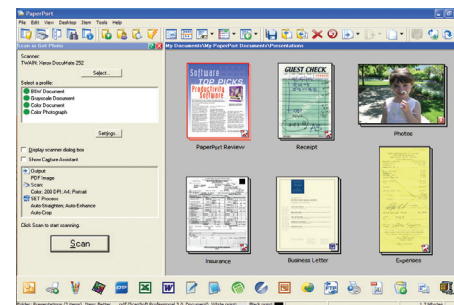 PaperPort
File Edit View Desktop Item Tools Help
Scan or Get Photo
My Documents\My PaperPort Documents\Presentations
Scanner:
TWAIN: Xerox DocuMate 252
Select...
Select a profile:
B&W Document
Grayscale Document
Color Document
Color Photograph
Settings...
Display scanner dialog box
Show Capture Assistant
Output
PDF Image
Scan
Color; 200 DPI; A4; Portrait
SET Process
Auto-Straighten; Auto-Enhance
Auto-Crop
Click Scan to start scanning.
Scan
Software
TOP PICKS
Productivity
Software
PaperPort Review
GUEST CHECK
Receipt
Photos
Insurance
Business Letter
Expenses